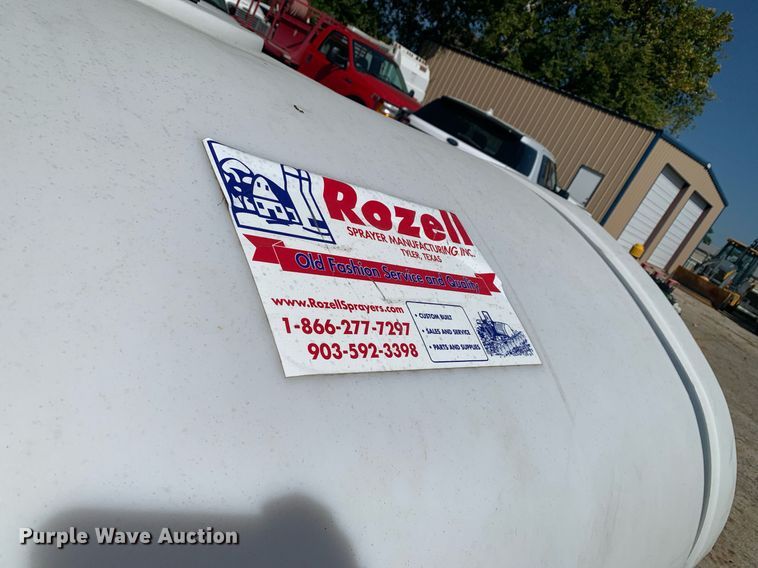 Rozell
SPRAYER MANUFACTURING INC.
TYLER, TEXAS
Old Fashion Service and Quality
www.RozellSprayers.com
1-866-277-7297
903-592-3398
• CUSTOM BUILT
• SALES AND SERVICE
• PARTS AND SUPPLIES
Purple Wave Auction